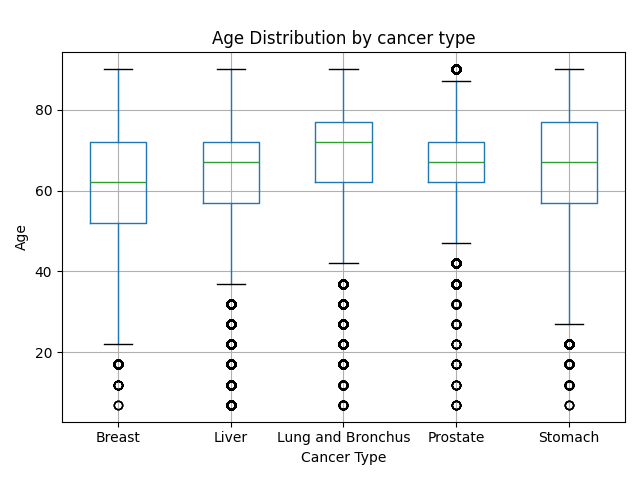 Age Distribution by cancer type
80
60
40
20
Age
Breast
Liver
Lung and Bronchus
Prostate
Stomach
Cancer Type